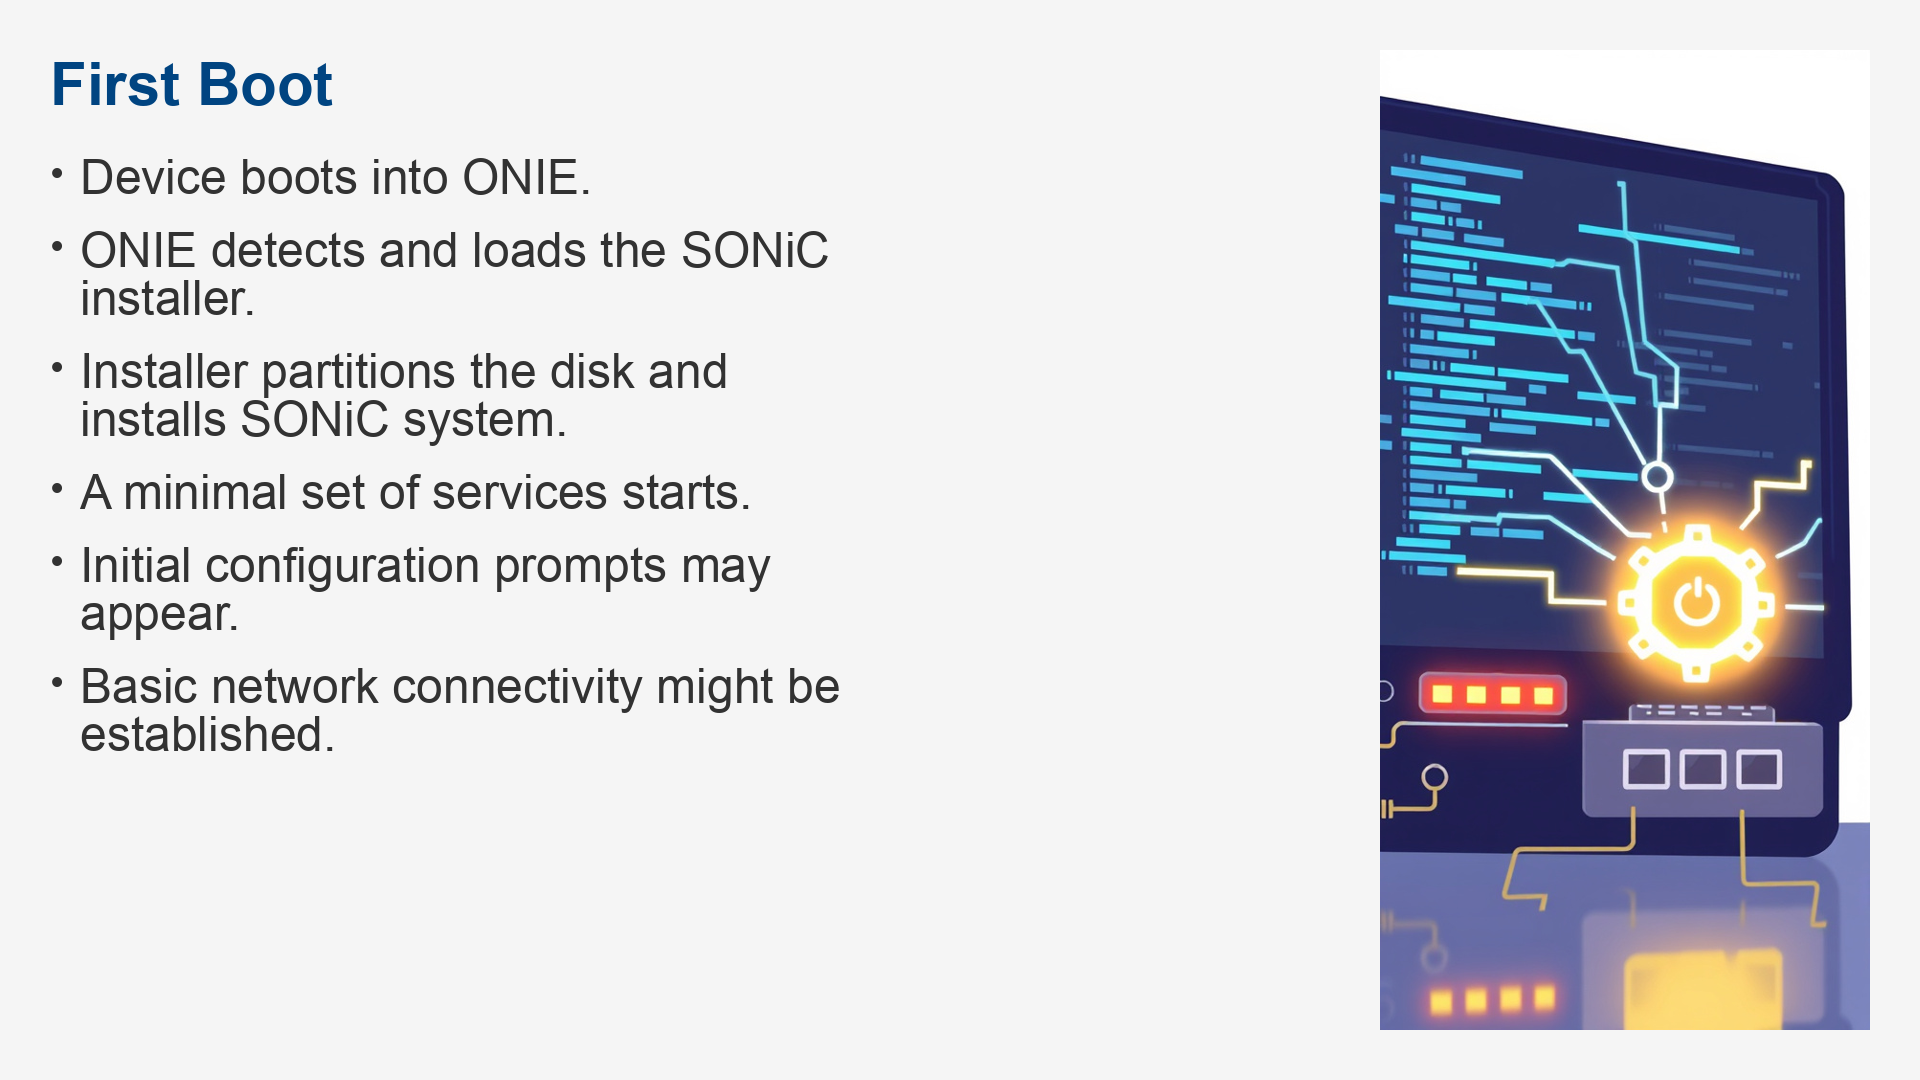 First Boot
• Device boots into ONIE.
• ONIE detects and loads the SONiC
installer.
• Installer partitions the disk and
installs SONiC system.
• A minimal set of services starts.
• Initial configuration prompts may
appear.
• Basic network connectivity might be
established.